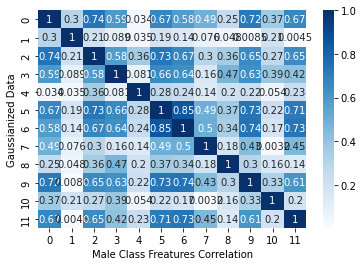 0 1 0.3 0.74 0.59 0.034 0.67 0.58 0.49 0.25 0.72 0.37 0.67
1 0.3 1 0.21 0.089 0.035 0.19 0.14 0.076 0.048 0.0085 0.21 0.0045
2 0.74 0.21 1 0.58 0.36 0.73 0.67 0.3 0.36 0.65 0.27 0.65
3 0.59 0.089 0.58 1 0.081 0.66 0.64 0.16 0.47 0.63 0.39 0.42
4 0.034 0.035 0.36 0.081 1 0.28 0.24 0.14 0.2 0.22 0.054 0.23
5 0.67 0.19 0.73 0.66 0.28 1 0.85 0.49 0.37 0.73 0.22 0.71
6 0.58 0.14 0.67 0.64 0.24 0.85 1 0.5 0.34 0.74 0.17 0.73
7 0.49 0.076 0.3 0.16 0.14 0.49 0.5 1 0.18 0.43 0.0032 0.45
8 0.25 0.048 0.36 0.47 0.2 0.37 0.34 0.18 1 0.3 0.16 0.14
9 0.72 0.0085 0.65 0.63 0.22 0.73 0.74 0.43 0.3 1 0.33 0.61
10 0.37 0.21 0.27 0.39 0.054 0.22 0.17 0.0032 0.16 0.33 1 0.2
11 0.67 0.0045 0.65 0.42 0.23 0.71 0.73 0.45 0.14 0.61 0.2 1
0 1 2 3 4 5 6 7 8 9 10 11
Male Class Freatures Correlation
Gaussianized Data
1.0
0.8
0.6
0.4
0.2